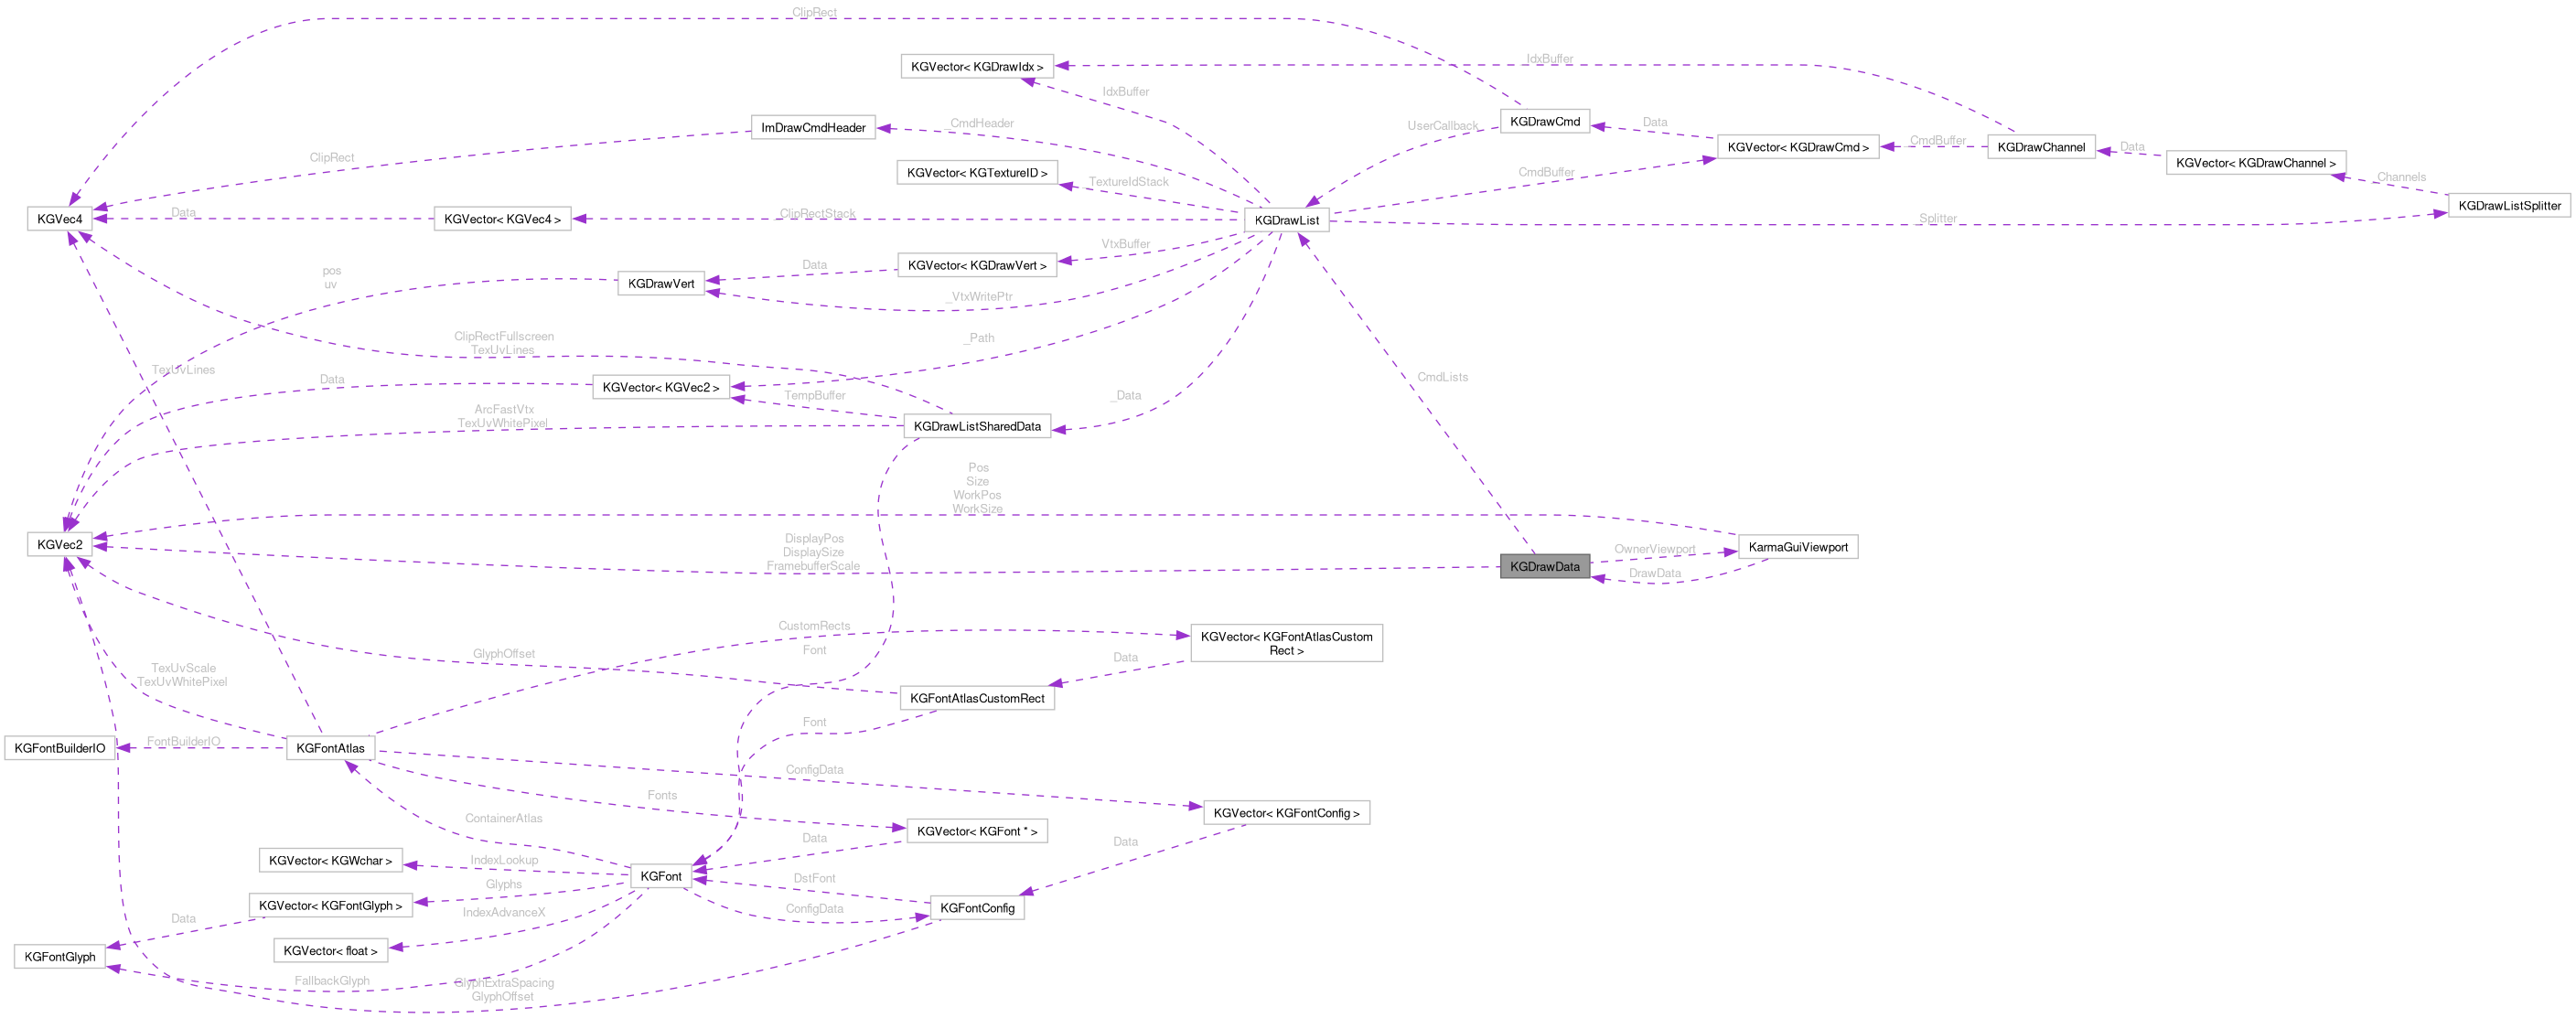 ClipRect
KGVector< KGDrawIdx >
IdxBuffer
IdxBuffer
ImDrawCmdHeader
_CmdHeader
UserCallback
KGDrawCmd
Data
KGVector< KGDrawCmd >
CmdBuffer
KGDrawChannel
Data
KGVector< KGDrawChannel >
ClipRect
KGVector< KGTextureID >
_TextureIdStack
CmdBuffer
Channels
KGVec4
Data
KGVector< KGVec4 >
_ClipRectStack
KGDrawList
_Splitter
KGDrawListSplitter
VtxBuffer
KGVector< KGDrawVert >
Data
KGDrawVert
pos
uv
_VtxWritePtr
ClipRectFullscreen
TexUvLines
_Path
TexUvLines
Data
KGVector< KGVec2 >
TempBuffer
_Data
CmdLists
ArcFastVtx
TexUvWhitePixel
KGDrawListSharedData
Pos
Size
WorkPos
WorkSize
KGVec2
DisplayPos
DisplaySize
FramebufferScale
KGDrawData
OwnerViewport
DrawData
KarmaGuiViewport
CustomRects
Font
KGVector< KGFontAtlasCustom
Rect >
GlyphOffset
Data
TexUvScale
TexUvWhitePixel
KGFontAtlasCustomRect
Font
KGFontBuilderIO
FontBuilderIO
KGFontAtlas
ConfigData
Fonts
KGVector< KGFontConfig >
ContainerAtlas
KGVector< KGFont * >
Data
Data
KGVector< KGWchar >
IndexLookup
KGFont
DstFont
Glyphs
KGVector< KGFontGlyph >
ConfigData
KGFontConfig
Data
IndexAdvanceX
KGVector< float >
KGFontGlyph
FallbackGlyph
GlyphExtraSpacing
GlyphOffset